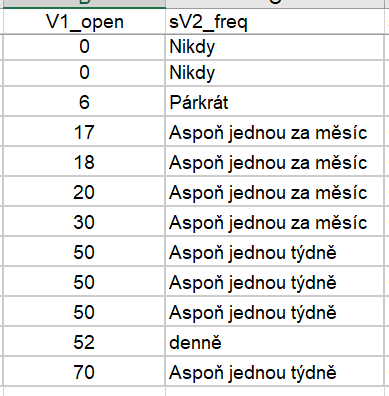 V1_open sV2_freq
0 Nikdy
0 Nikdy
6 Párkrát
17 Aspoň jednou za měsíc
18 Aspoň jednou za měsíc
20 Aspoň jednou za měsíc
30 Aspoň jednou za měsíc
50 Aspoň jednou týdně
50 Aspoň jednou týdně
50 Aspoň jednou týdně
52 denně
70 Aspoň jednou týdně